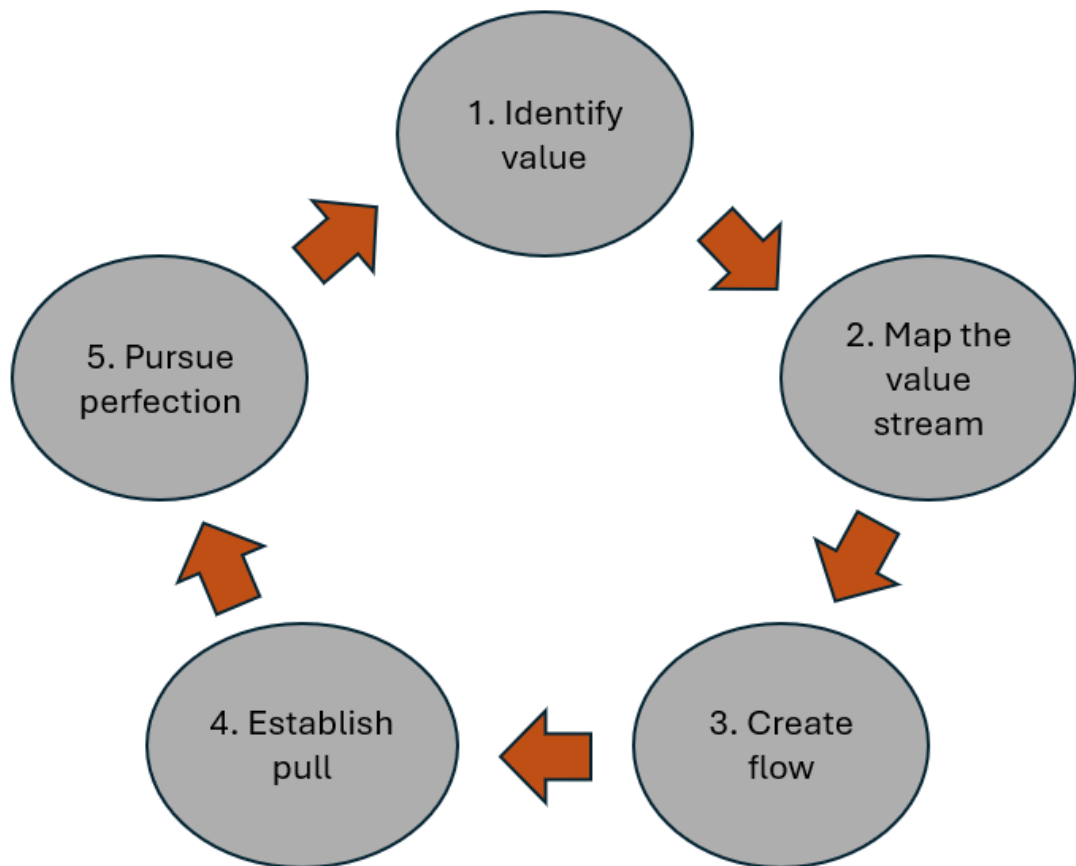 1. Identify
value
2. Map the
value
stream
3. Create
flow
4. Establish
pull
5. Pursue
perfection